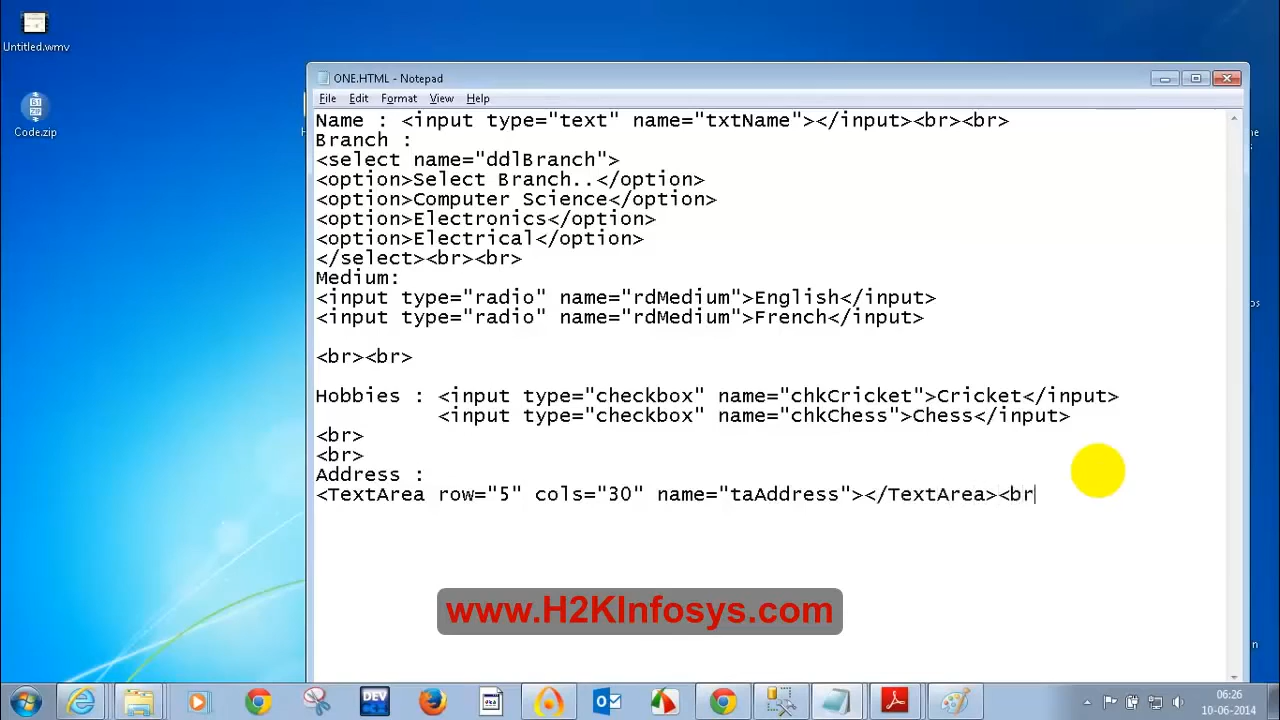 Untitled.wmv
Code.zip
ONE.HTML - Notepad
File Edit Format View Help
Name : <input type="text" name="txtName"></input><br><br>
Branch :
<select name="ddlBranch">
<option>Select Branch..</option>
<option>Computer Science</option>
<option>Electronics</option>
<option>Electrical</option>
</select><br><br>
Medium:
<input type="radio" name="rdMedium">English</input>
<input type="radio" name="rdMedium">French</input>
<br><br>
Hobbies : <input type="checkbox" name="chkCricket">Cricket</input>
<input type="checkbox" name="chkChess">Chess</input>
<br>
<br>
Address :
<TextArea row="5" cols="30" name="taAddress"></TextArea><br
www.H2KInfosys.com
DEV
06:26
10-06-2014